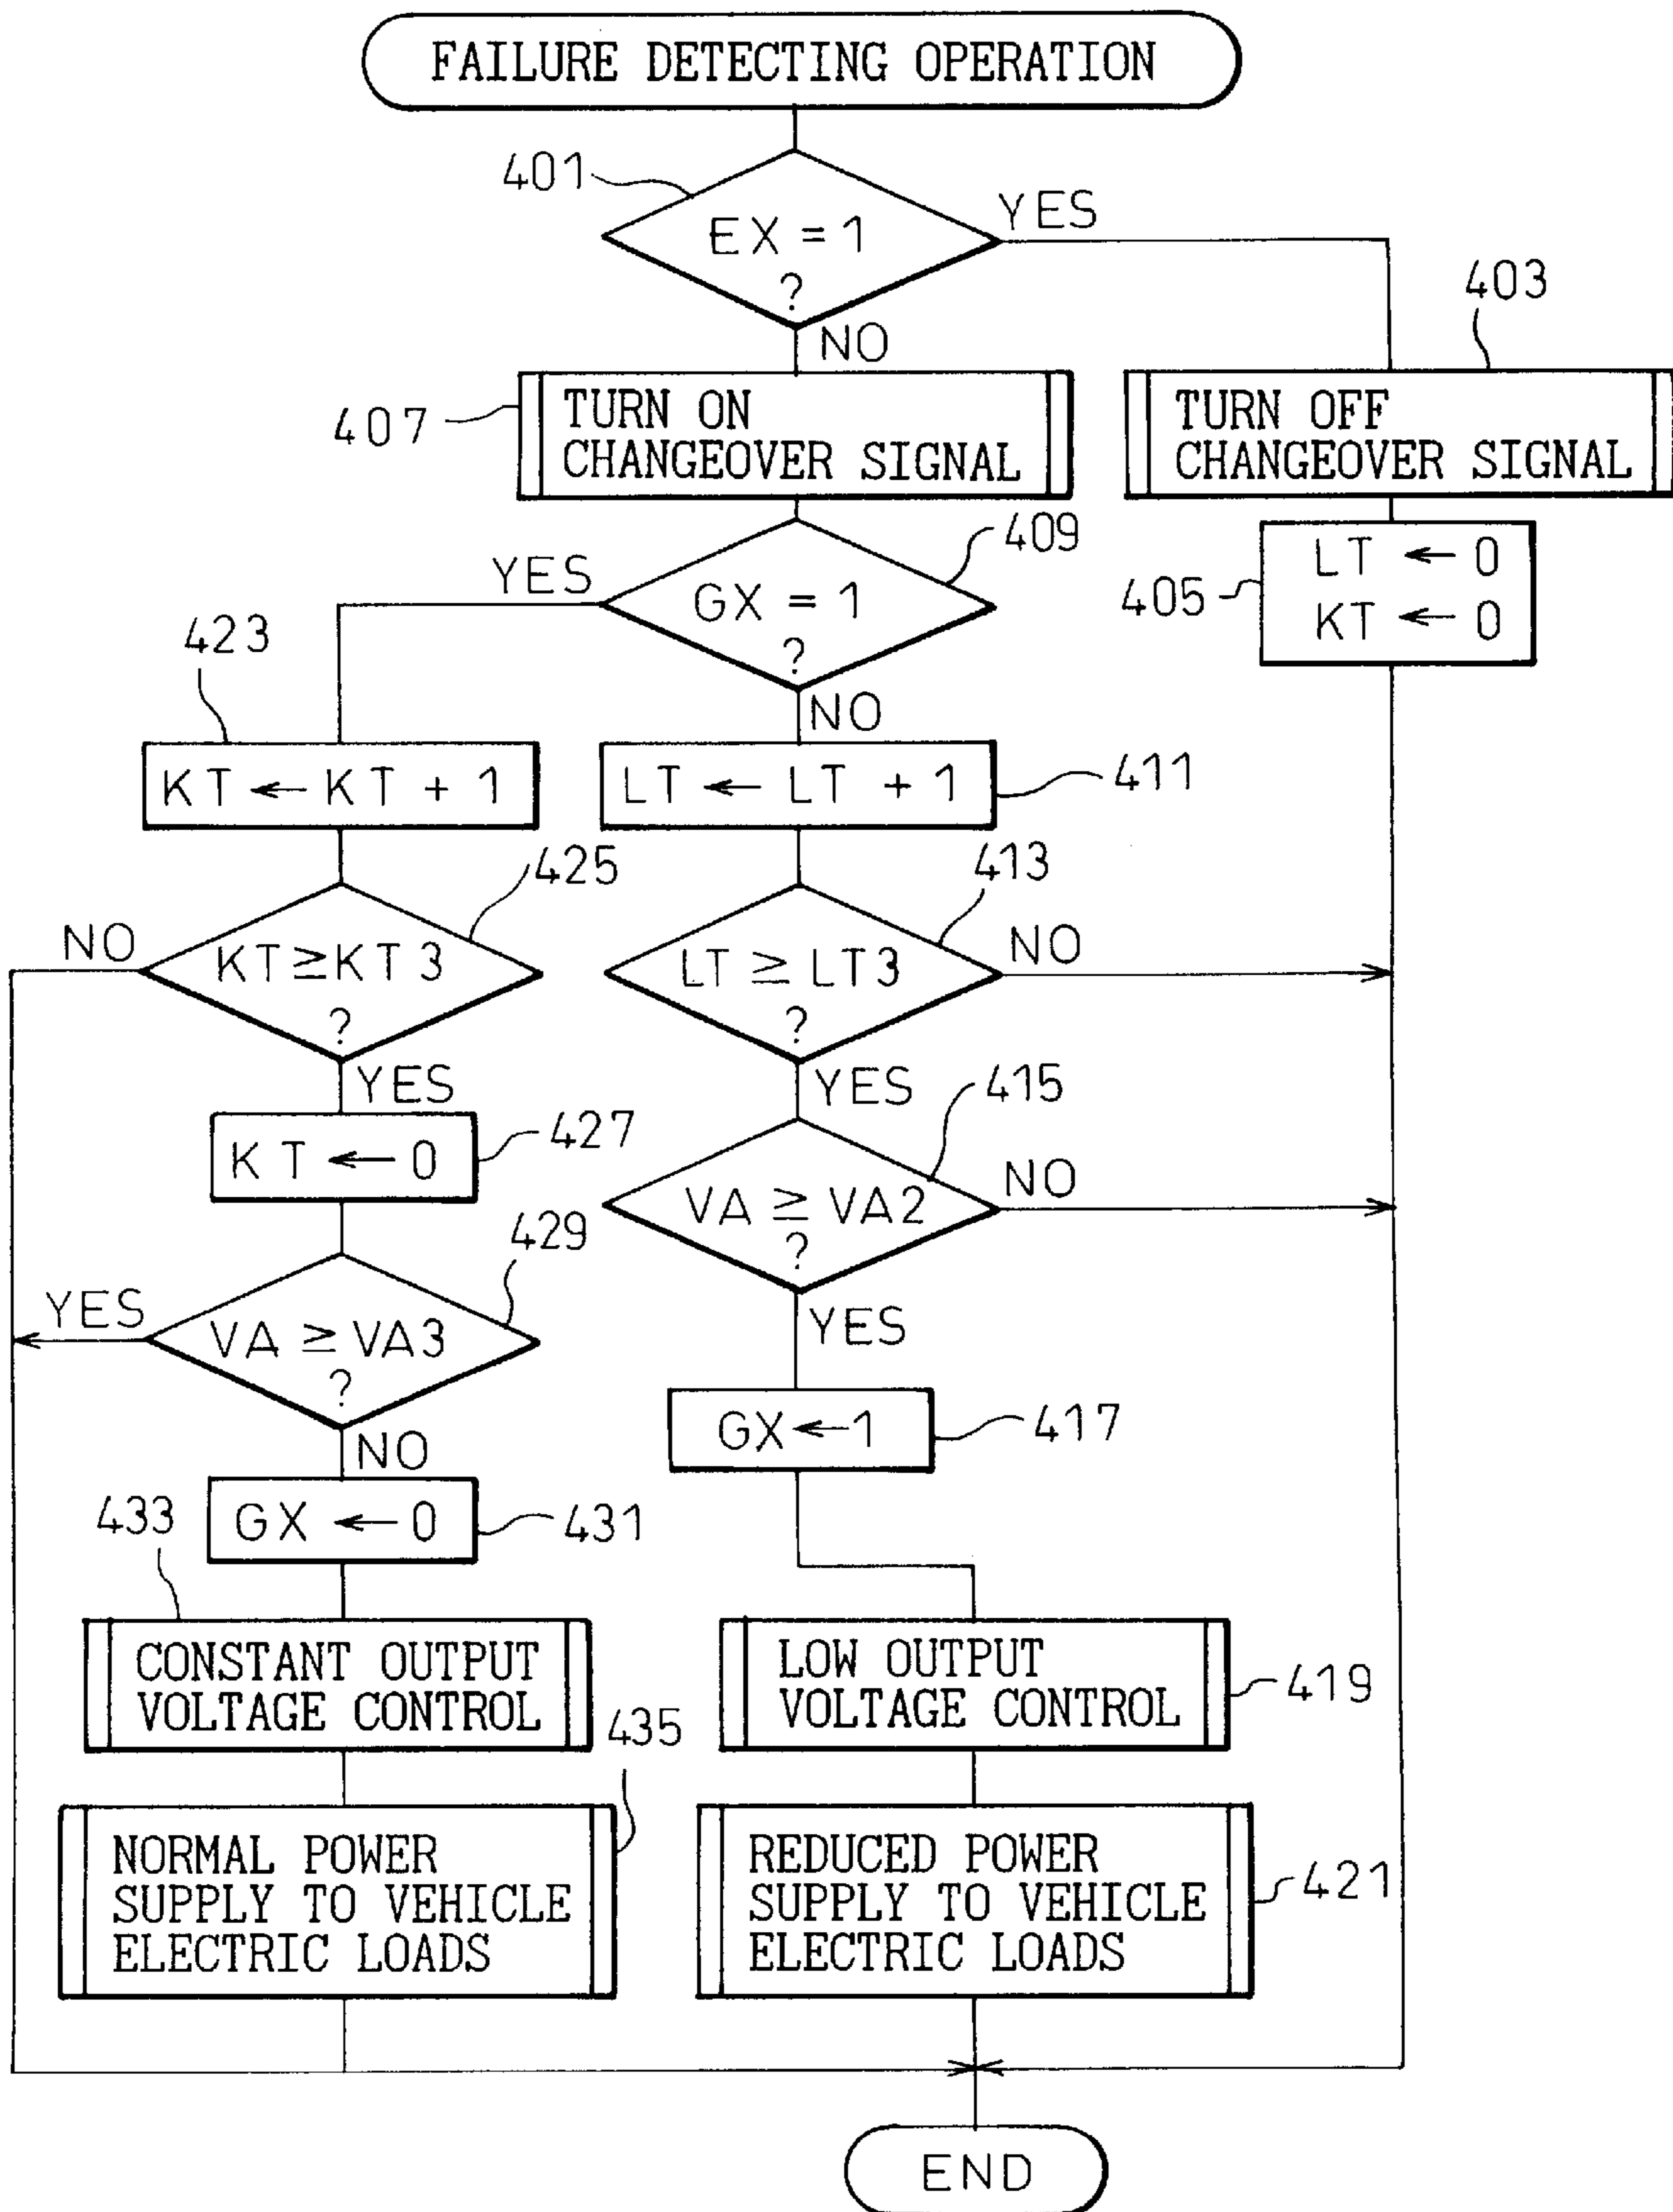 FAILURE DETECTING OPERATION
401
EX = 1
?
YES
NO
403
407
TURN ON
CHANGEOVER SIGNAL
TURN OFF
CHANGEOVER SIGNAL
405
LT ← 0
KT ← 0
409
YES
GX = 1
?
NO
423
KT ← KT + 1
LT ← LT + 1
411
425
NO
KT ≧ KT3
?
YES
413
LT ≧ LT3
?
NO
YES
KT ← 0
427
415
VA ≧ VA2
?
NO
YES
429
YES
VA ≧ VA3
?
NO
GX ← 1
417
433
GX ← 0
431
CONSTANT OUTPUT
VOLTAGE CONTROL
LOW OUTPUT
VOLTAGE CONTROL
419
435
NORMAL POWER
SUPPLY TO VEHICLE
ELECTRIC LOADS
REDUCED POWER
SUPPLY TO VEHICLE
ELECTRIC LOADS
421
END